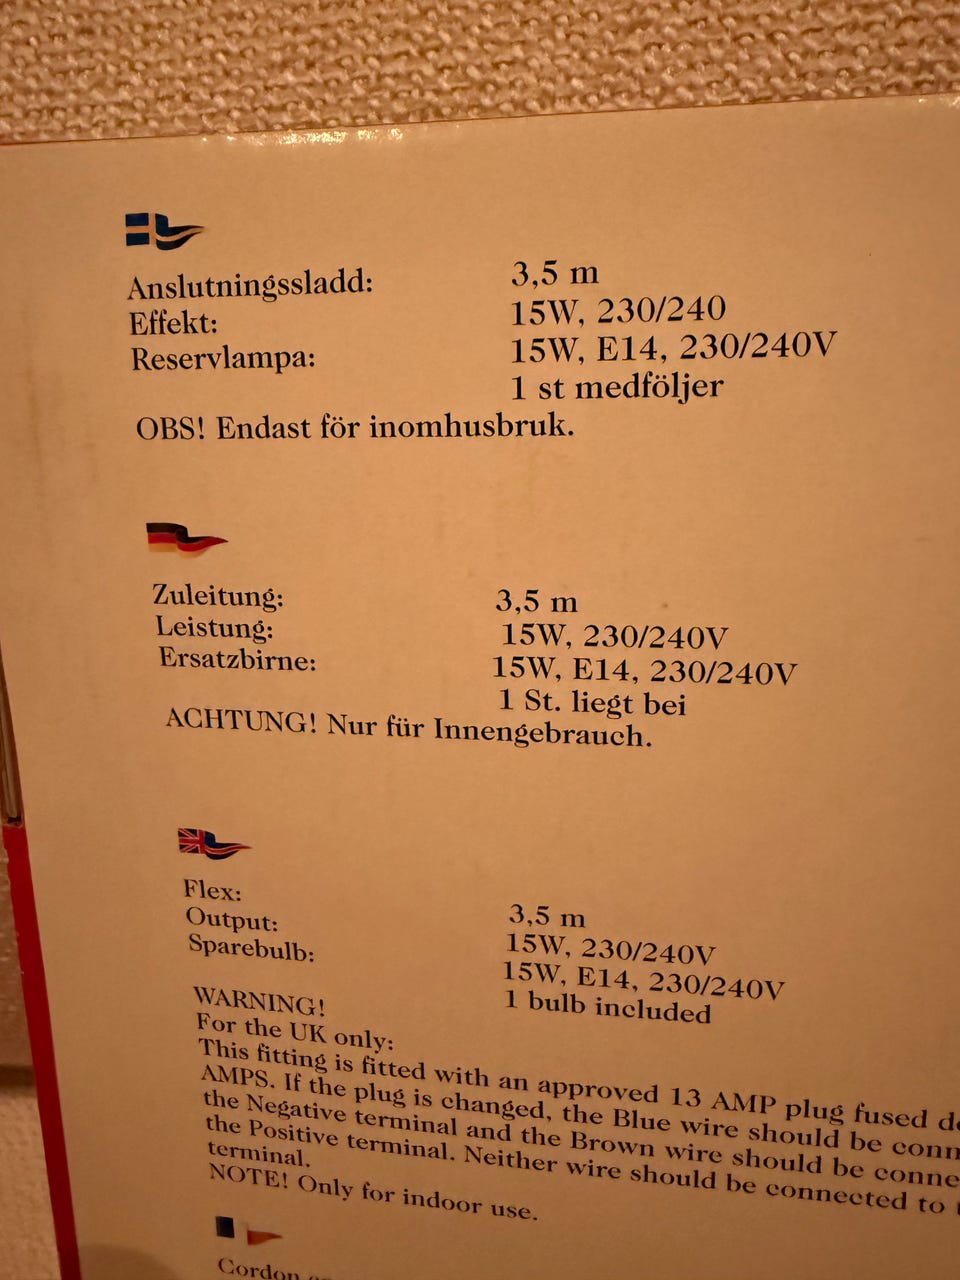 Anslutningssladd: 3,5 m
Effekt: 15W, 230/240
Reservlampa: 15W, E14, 230/240V
1 st medföljer
OBS! Endast för inomhusbruk.
Zuleitung: 3,5 m
Leistung: 15W, 230/240V
Ersatzbirne: 15W, E14, 230/240V
1 St. liegt bei
ACHTUNG! Nur für Innengebrauch.
Flex: 3,5 m
Output: 15W, 230/240V
Sparebulb: 15W, E14, 230/240V
1 bulb included
WARNING!
For the UK only:
This fitting is fitted with an approved 13 AMP plug fused
AMPS. If the plug is changed, the Blue wire should be
the Negative terminal and the Brown wire should be
the Positive terminal. Neither wire should be connected to
terminal.
NOTE! Only for indoor use.
Cordon